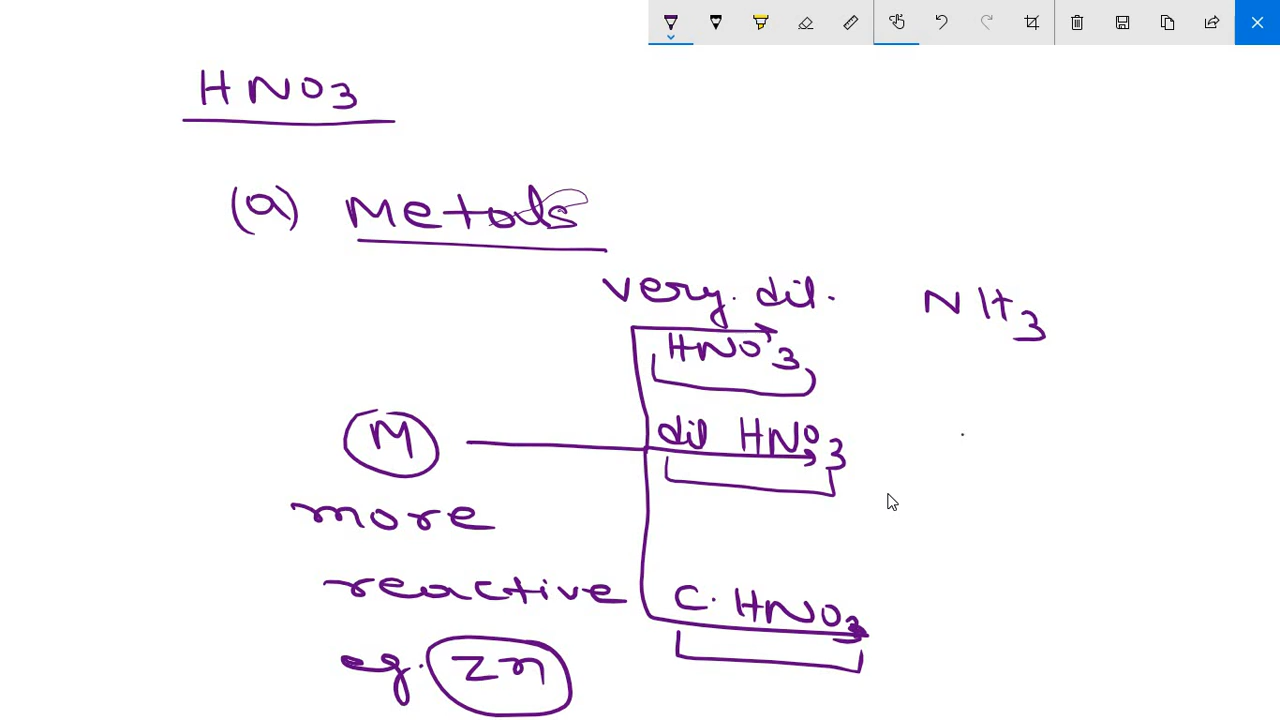 HNO3
(a) Metals
very. dil. NH3
HNO3
M dil HNO3
more
reactive C. HNO3
eg. Zn